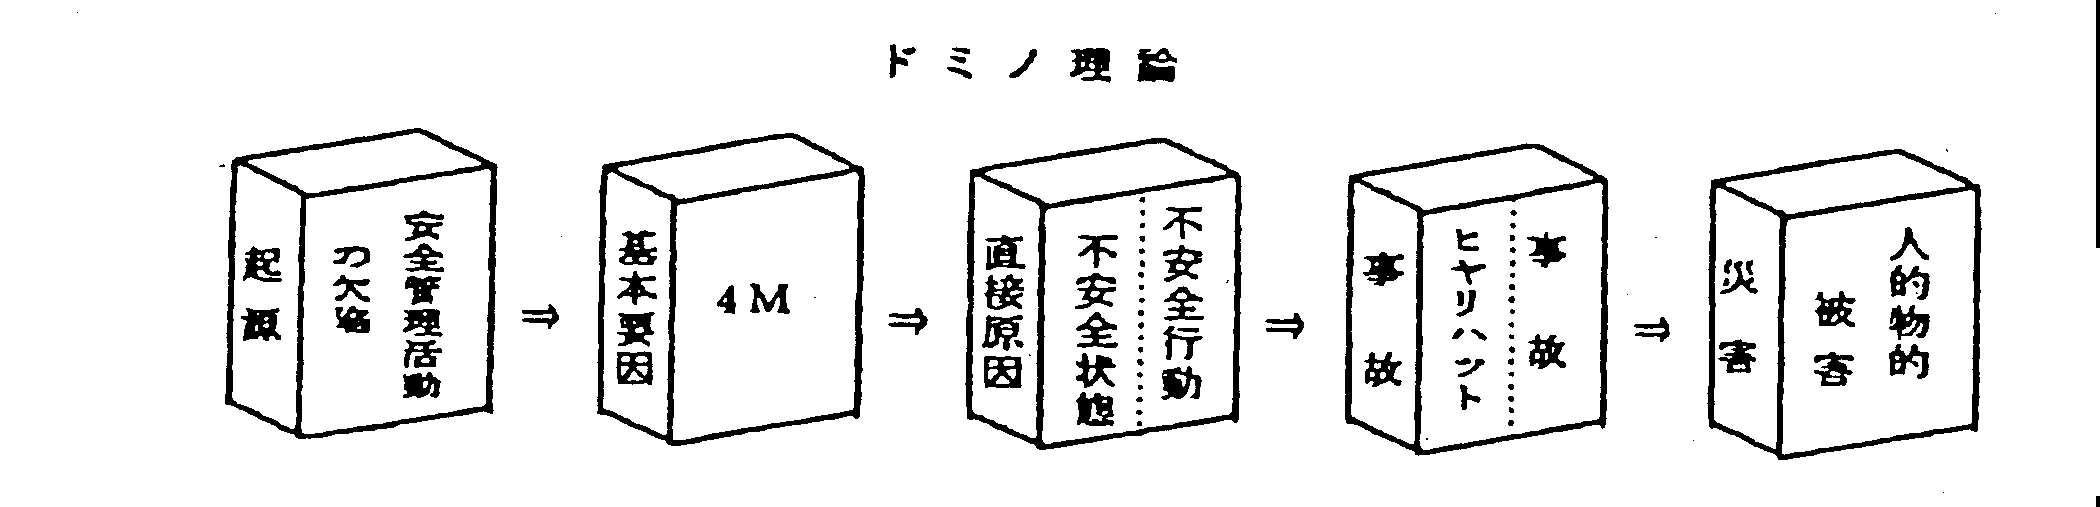 ドミノ理論
起源
安全管理活動
の欠陥
⇒
基本要因
4M
⇒
直接原因
不安全行動
不安全状態
⇒
事故
事故
ヒヤリハット
⇒
災害
人的物的
被害